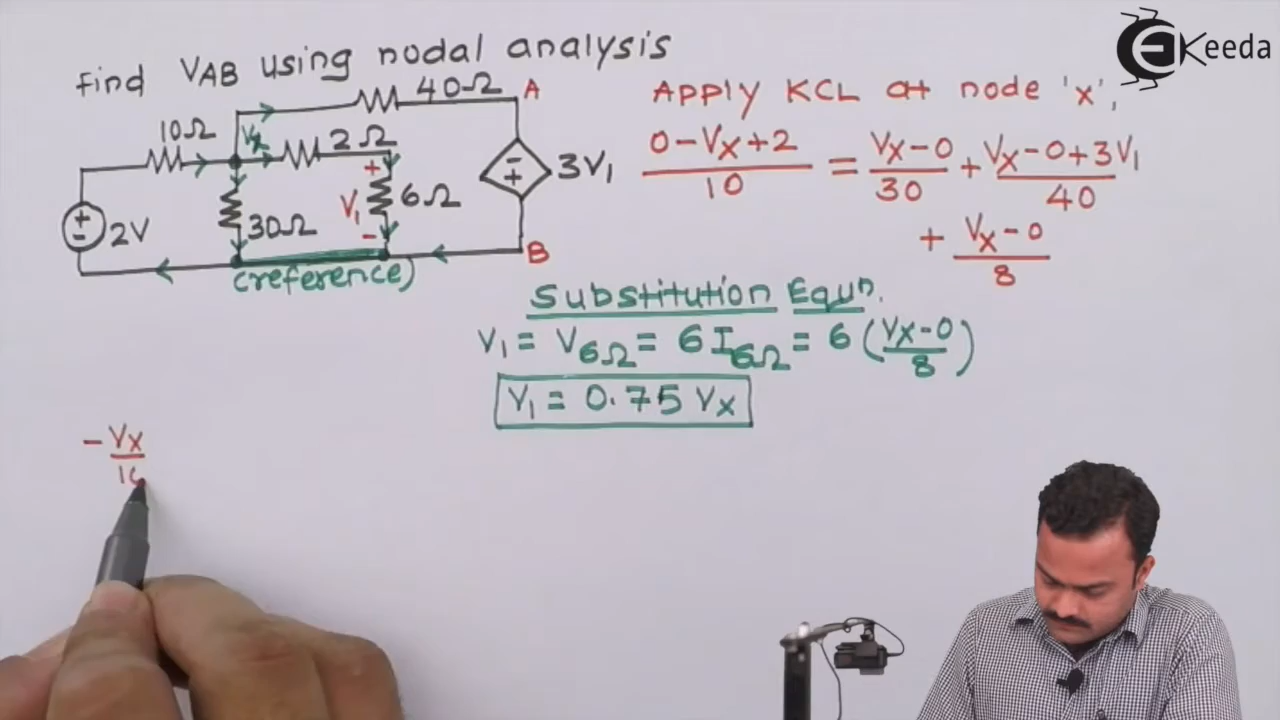 Keeda
Find VAB using nodal analysis
40Ω A
10Ω Vx 2Ω
+
- + 3V1
+ - 2V 30Ω V1 6Ω
-
B
(reference)
Apply KCL at node 'x',
0-Vx+2/10 = Vx-0/30 + Vx-0+3V1/40
+ Vx-0/8
Substitution Equn.
V1 = V6Ω = 6I6Ω = 6(Vx-0/8)
V1 = 0.75 Vx
-Vx/10